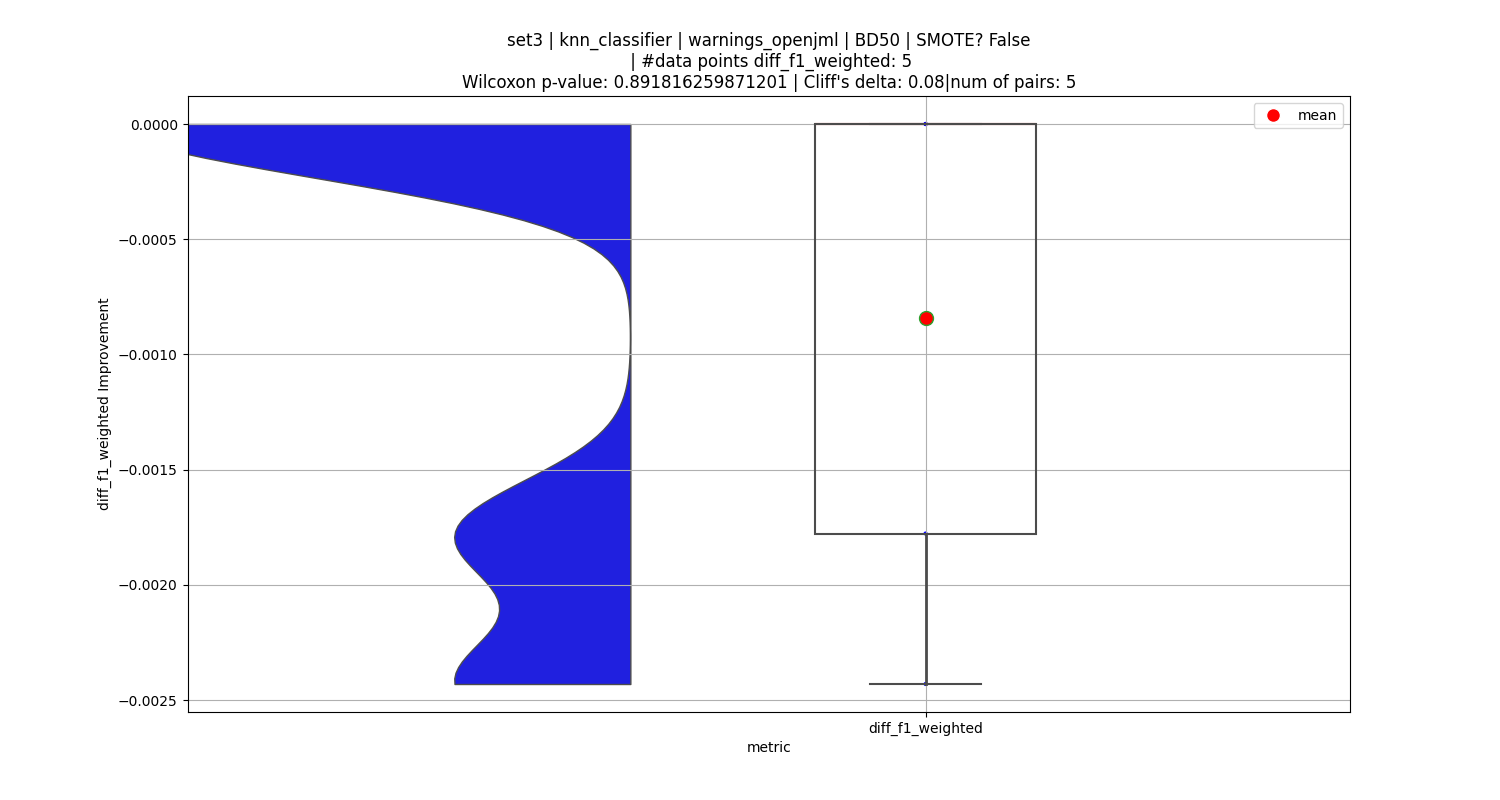 set3 | knn_classifier | warnings_openjml | BD50 | SMOTE? False
| #data points diff_f1_weighted: 5
Wilcoxon p-value: 0.891816259871201 | Cliff's delta: 0.08|num of pairs: 5
mean
0.0000
−0.0005
−0.0010
−0.0015
−0.0020
−0.0025
diff_f1_weighted Improvement
diff_f1_weighted
metric